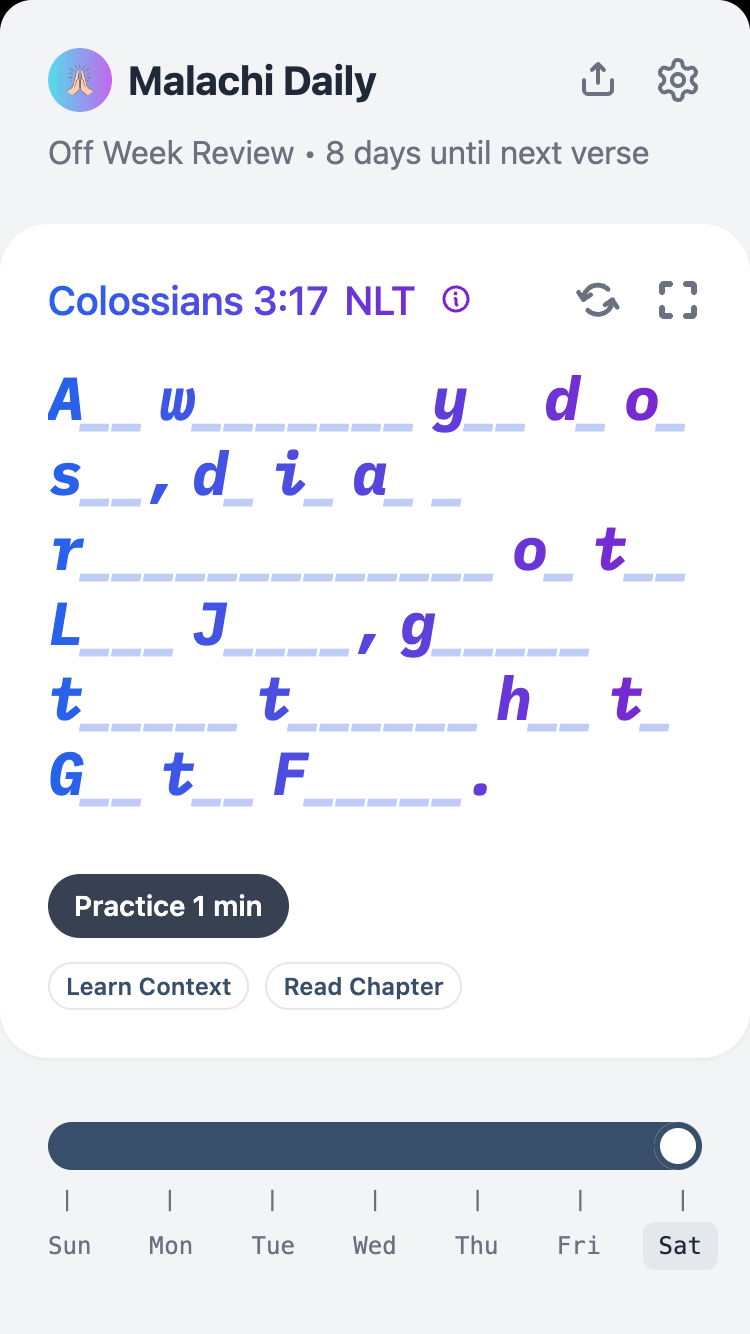 Malachi Daily
Off Week Review • 8 days until next verse
Colossians 3:17 NLT
A__ w_______ y__ d_ o_
s__, d_ i_ a_ _
r_____________ o_ t__
L___ J____, g_____
t_____ t______ h__ t_
G__ t__ F_____.
Practice 1 min
Learn Context Read Chapter
Sun Mon Tue Wed Thu Fri Sat